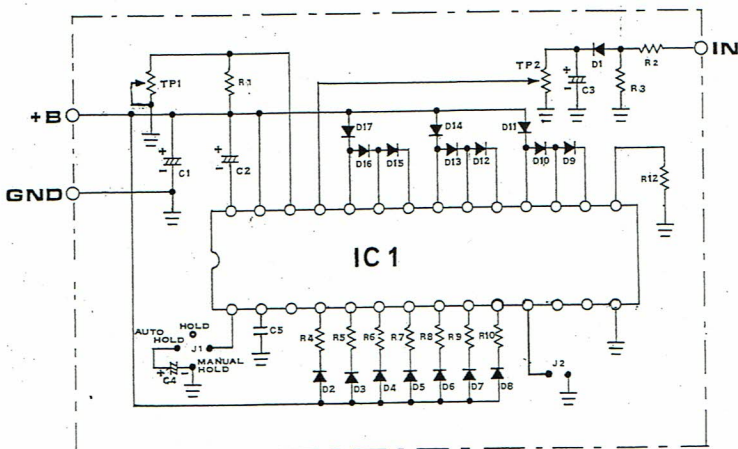 IN
TP1
R1
TP2
D1
R2
C3
R3
+B
C1
C2
D17
D16
D15
D14
D13
D12
D11
D10
D9
R12
GND
IC 1
AUTO
HOLD
HOLD
J1
C5
C4
MANUAL
HOLD
R4
R5
R6
R7
R8
R9
R10
D2
D3
D4
D5
D6
D7
D8
J2